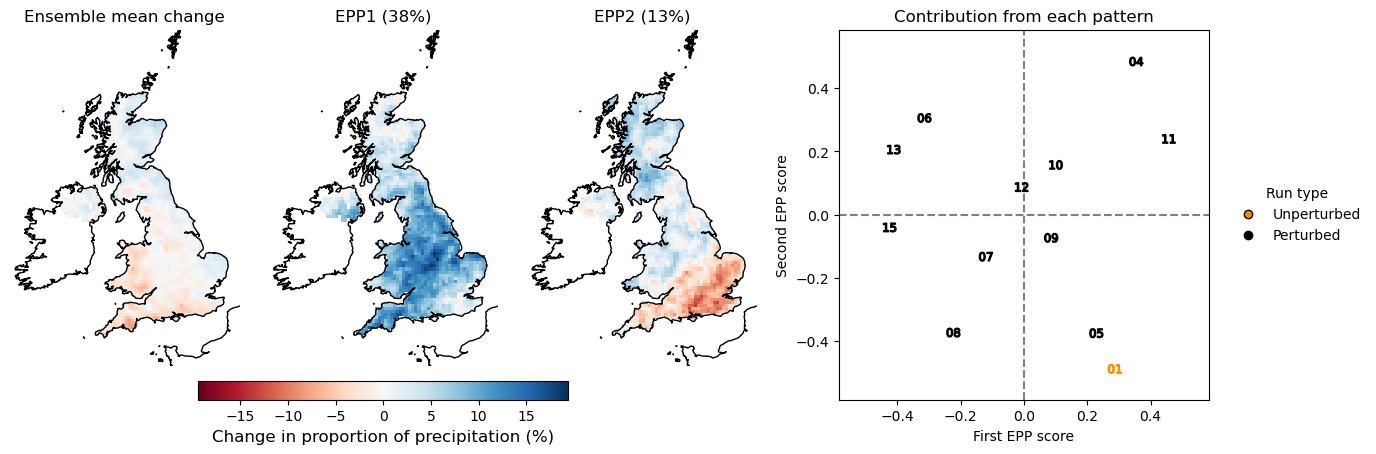 Ensemble mean change
EPP1 (38%)
EPP2 (13%)
−15 −10 −5 0 5 10 15
Change in proportion of precipitation (%)
Contribution from each pattern
Second EPP score
0.4
0.2
0.0
−0.2
−0.4
04
06
11
13
10
12
15
09
07
08
05
01
−0.4 −0.2 0.0 0.2 0.4
First EPP score
Run type
Unperturbed
Perturbed